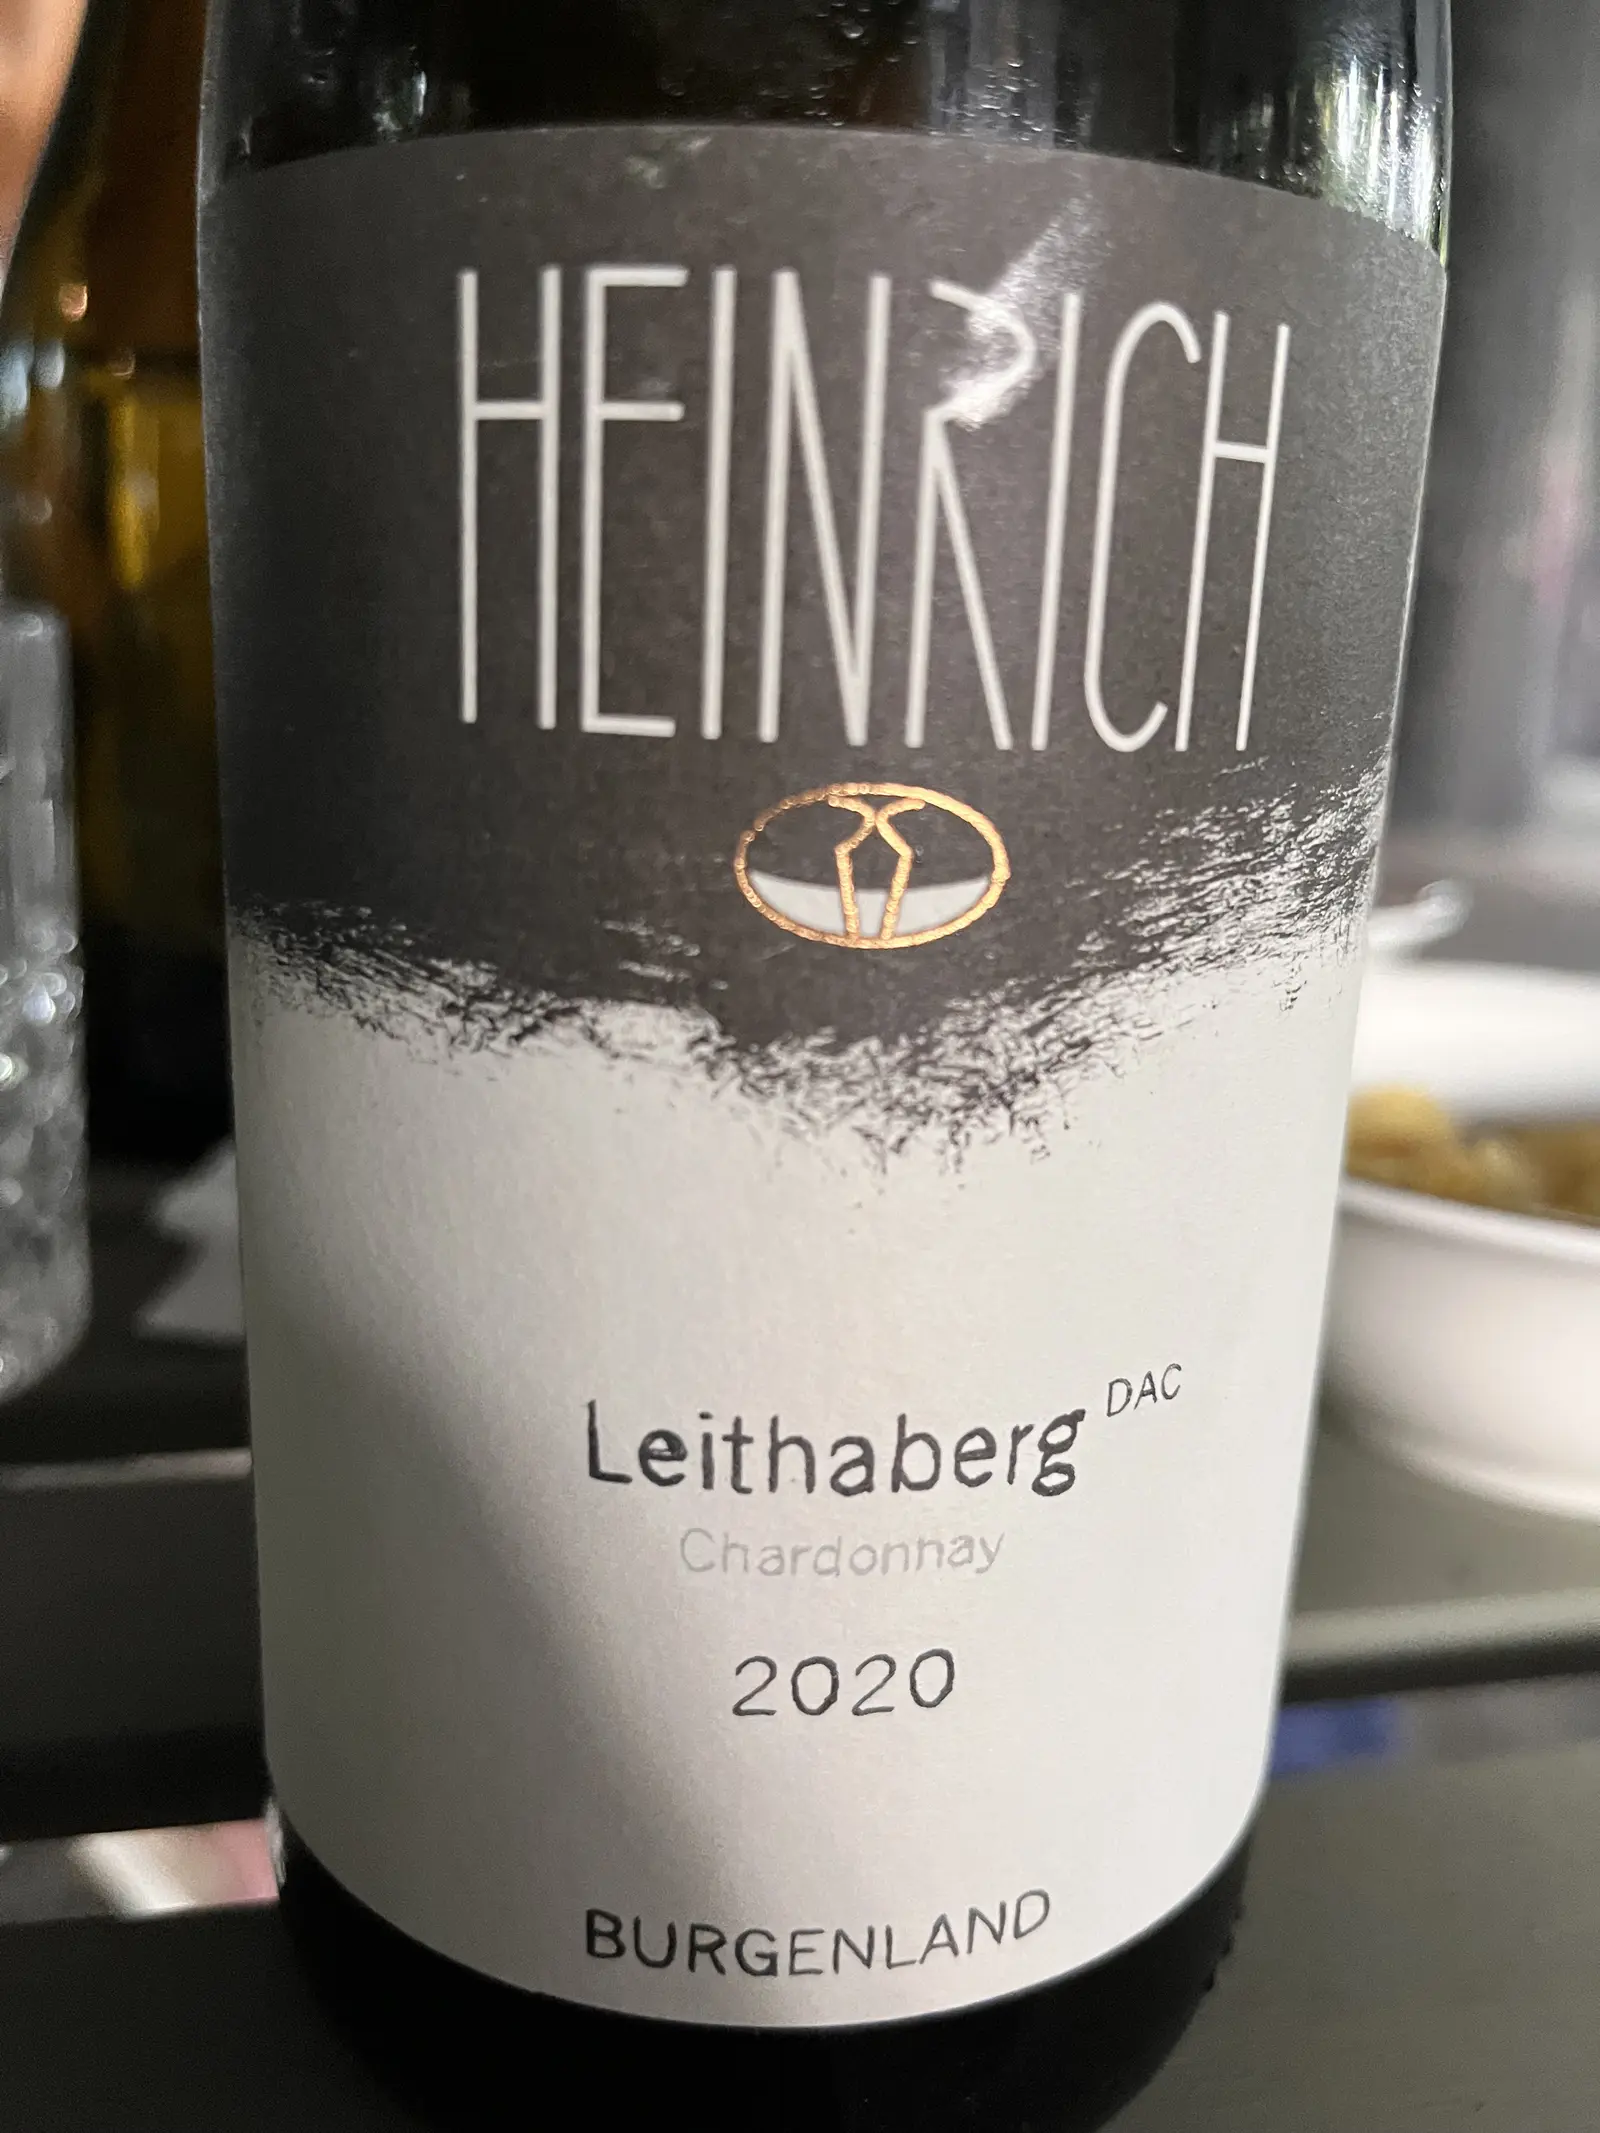 HEINRICH
Leithaberg DAC
Chardonnay
2020
BURGENLAND